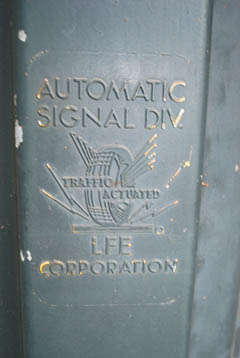 AUTOMATIC
SIGNAL DIV.
TRAFFIC
ACTUATED
LFE
CORPORATION